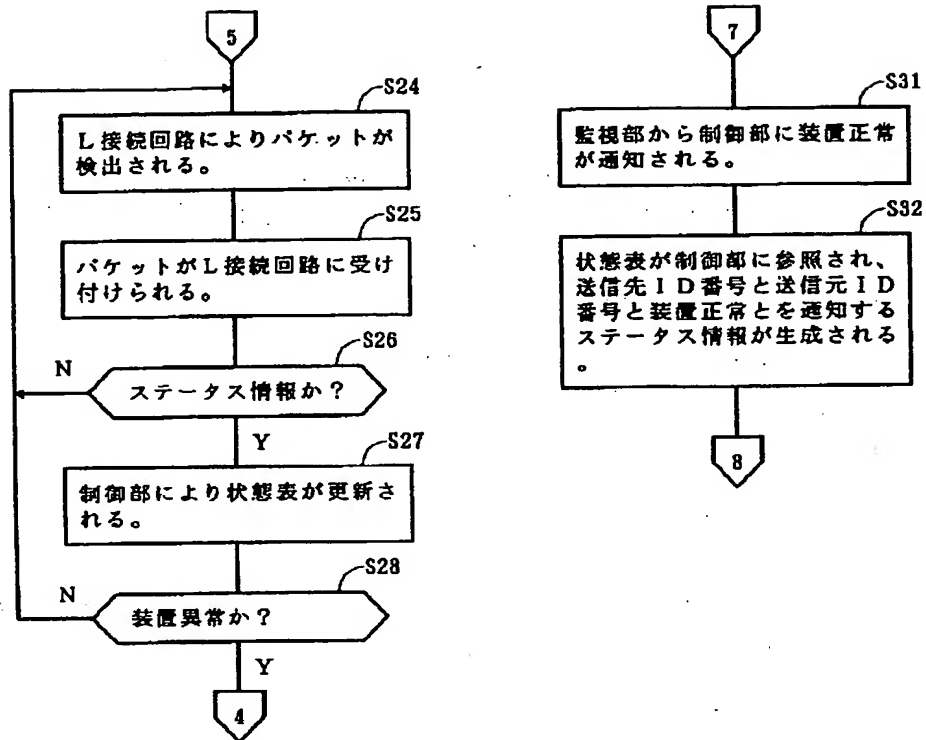 5
S24
L接続回路によりパケットが
検出される。
S25
パケットがL接続回路に受け
付けられる。
S26
N
ステータス情報か?
Y
S27
制御部により状態表が更新さ
れる。
S28
N
装置異常か?
Y
4
7
S31
監視部から制御部に装置正常
が通知される。
S32
状態表が制御部に参照され、
送信先ID番号と送信元ID
番号と装置正常とを通知する
ステータス情報が生成される
。
8